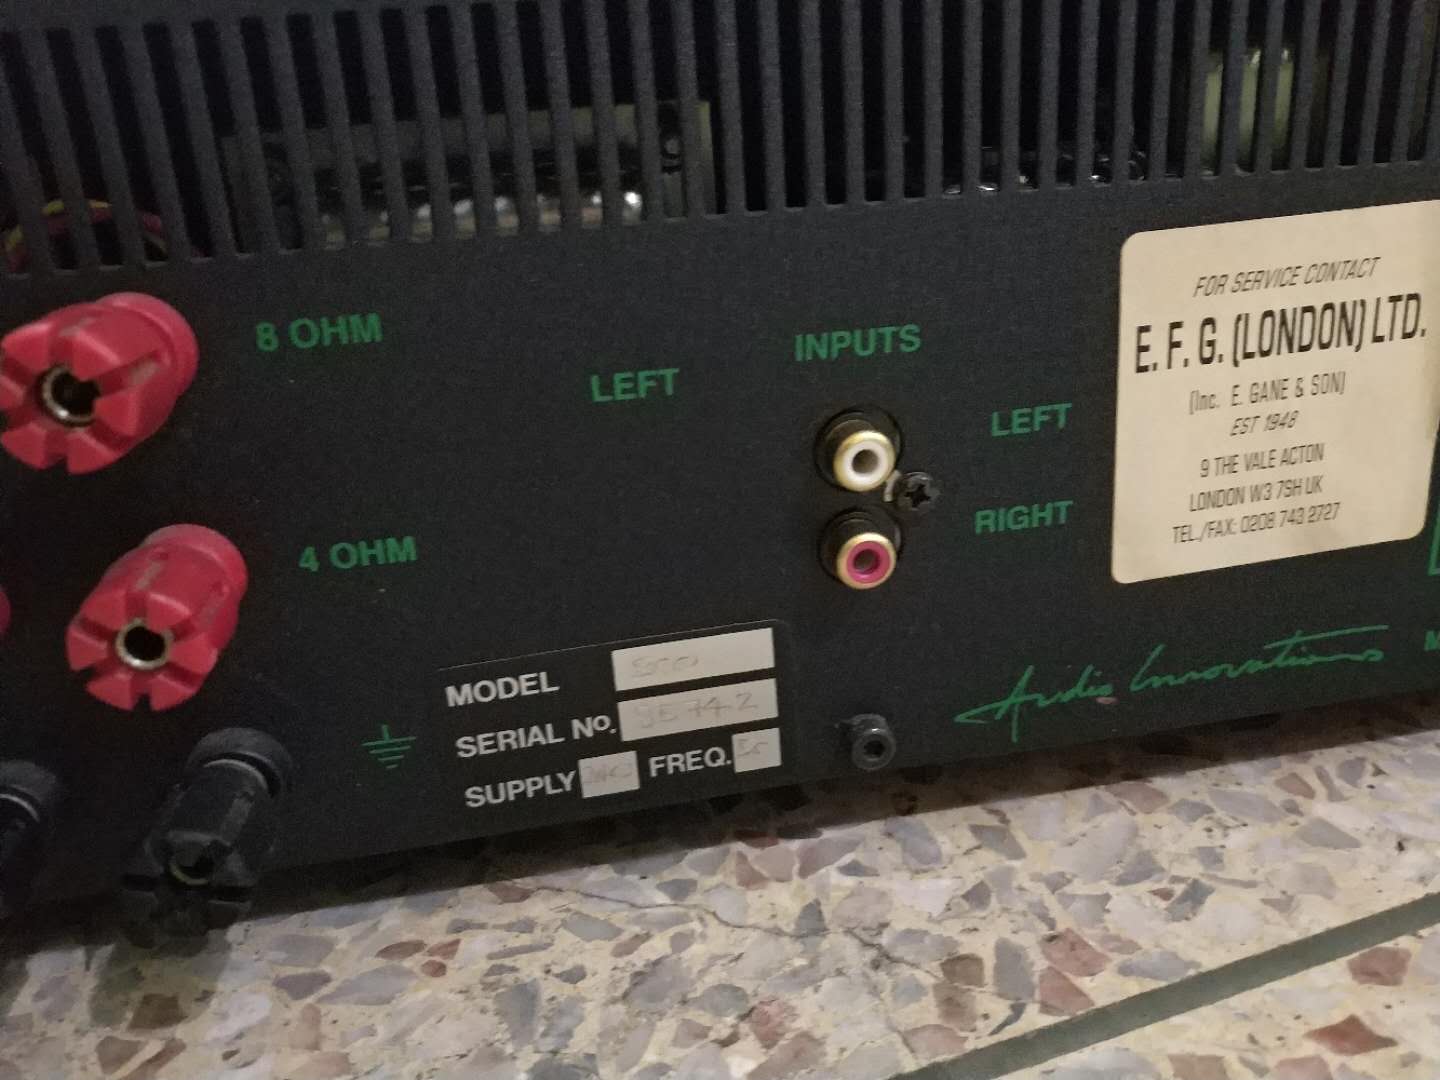 8 OHM
LEFT
INPUTS
LEFT
RIGHT
4 OHM
FOR SERVICE CONTACT
E. F. G. (LONDON) LTD.
(Inc. E. GANE & SON)
EST 1948
9 THE VALE ACTON
LONDON W3 7SH UK
TEL./FAX: 0208 743 2727
MODEL
SERIAL No.
SUPPLY FREQ.
Audio Innovations